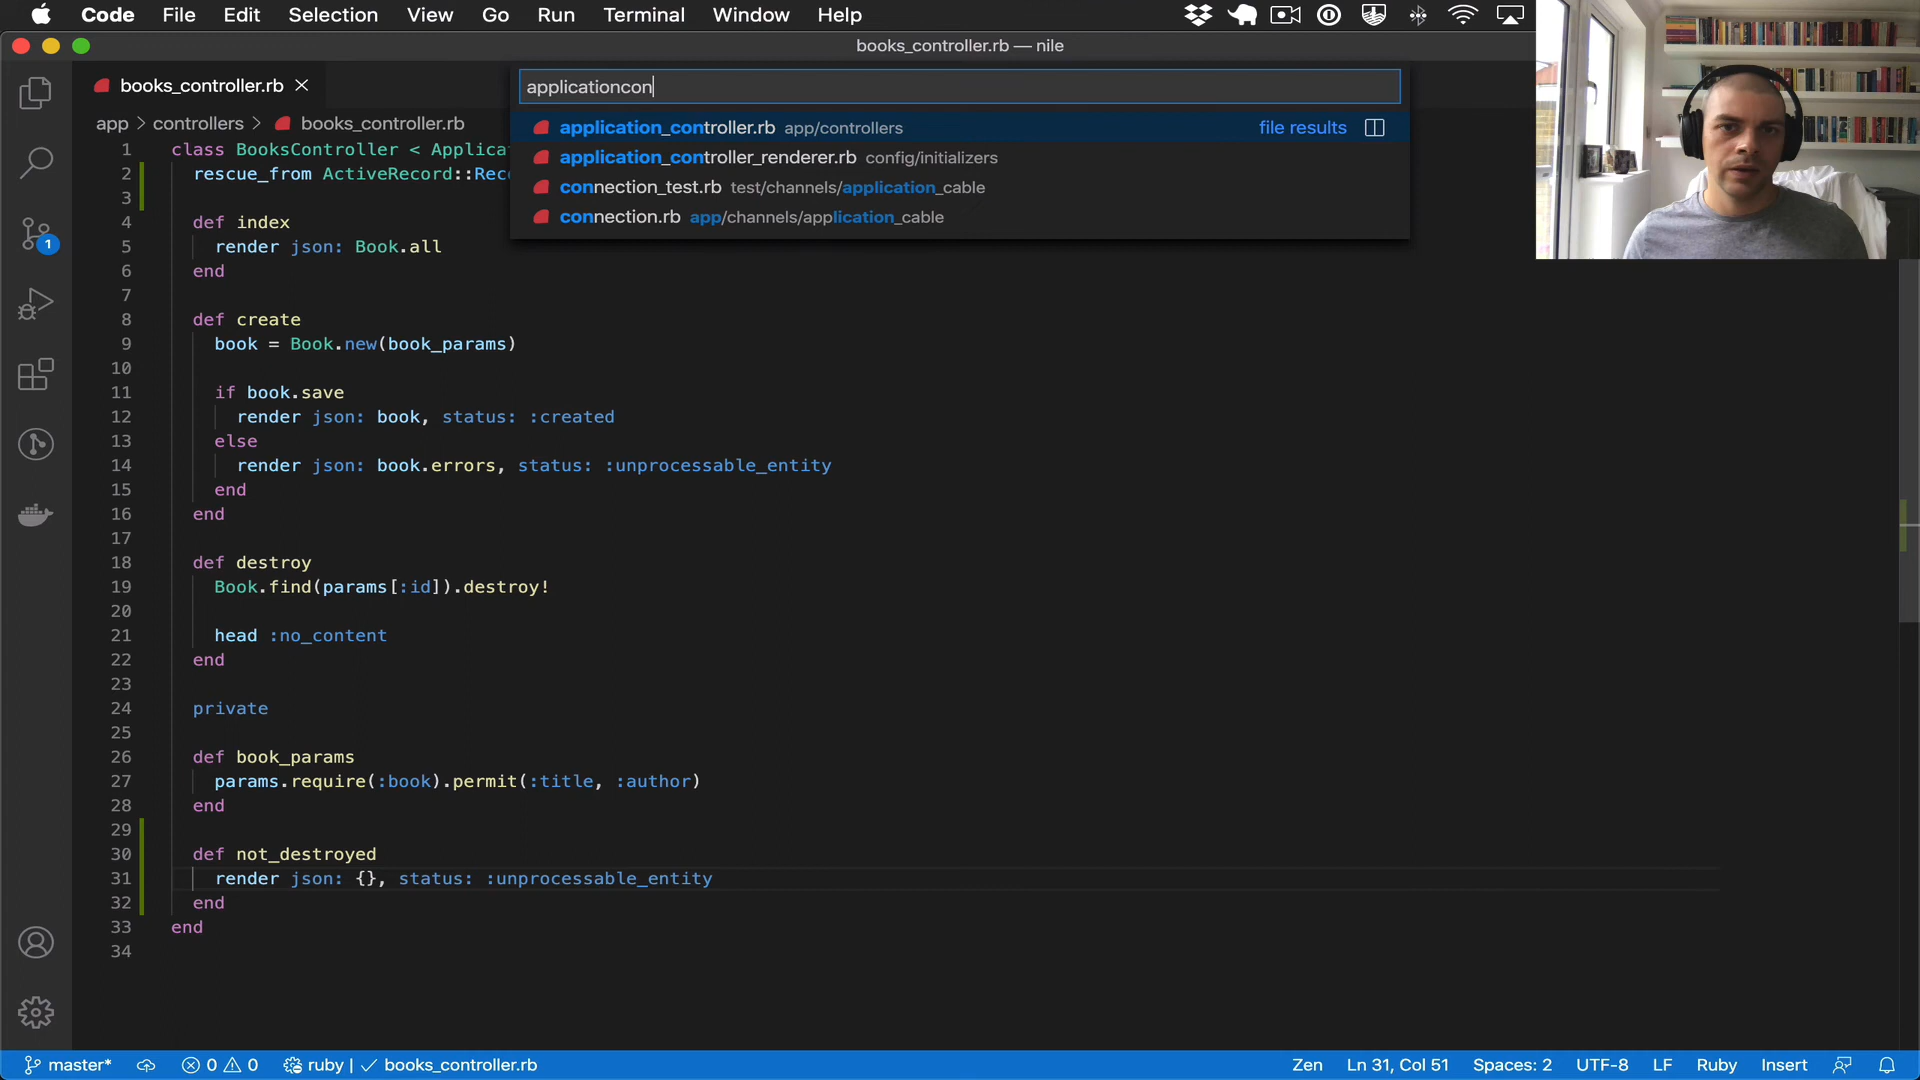 Code File Edit Selection View Go Run Terminal Window Help
books_controller.rb — nile
books_controller.rb
applicationcon
application_controller.rb app/controllers file results
application_controller_renderer.rb config/initializers
connection_test.rb test/channels/application_cable
connection.rb app/channels/application_cable
app > controllers > books_controller.rb
1 class BooksController < Applicat
2 rescue_from ActiveRecord::Reco
3
4 def index
5 render json: Book.all
6 end
7
8 def create
9 book = Book.new(book_params)
10
11 if book.save
12 render json: book, status: :created
13 else
14 render json: book.errors, status: :unprocessable_entity
15 end
16 end
17
18 def destroy
19 Book.find(params[:id]).destroy!
20
21 head :no_content
22 end
23
24 private
25
26 def book_params
27 params.require(:book).permit(:title, :author)
28 end
29
30 def not_destroyed
31 render json: {}, status: :unprocessable_entity
32 end
33 end
34
1
master* 0 0 ruby | ✓ books_controller.rb Zen Ln 31, Col 51 Spaces: 2 UTF-8 LF Ruby Insert